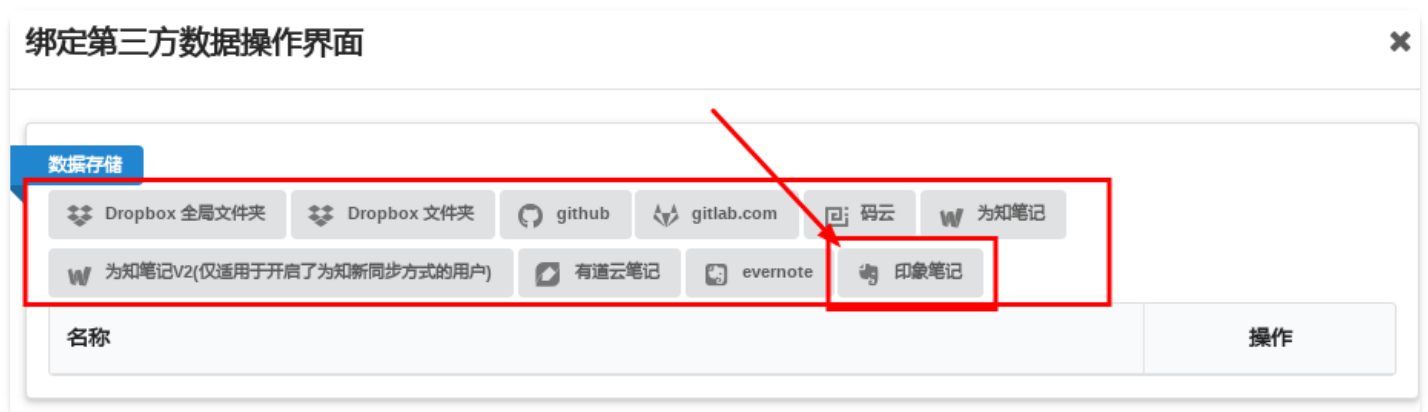 绑定第三方数据操作界面
数据存储
Dropbox 全局文件夹 Dropbox 文件夹 github gitlab.com 码云 为知笔记
为知笔记V2(仅适用于开启了为知新同步方式的用户) 有道云笔记 evernote 印象笔记
名称 操作